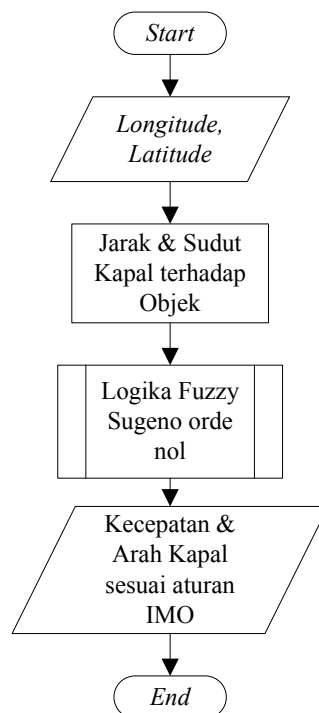 Start
Longitude,
Latitude
Jarak & Sudut
Kapal terhadap
Objek
Logika Fuzzy
Sugeno orde
nol
Kecepatan &
Arah Kapal
sesuai aturan
IMO
End